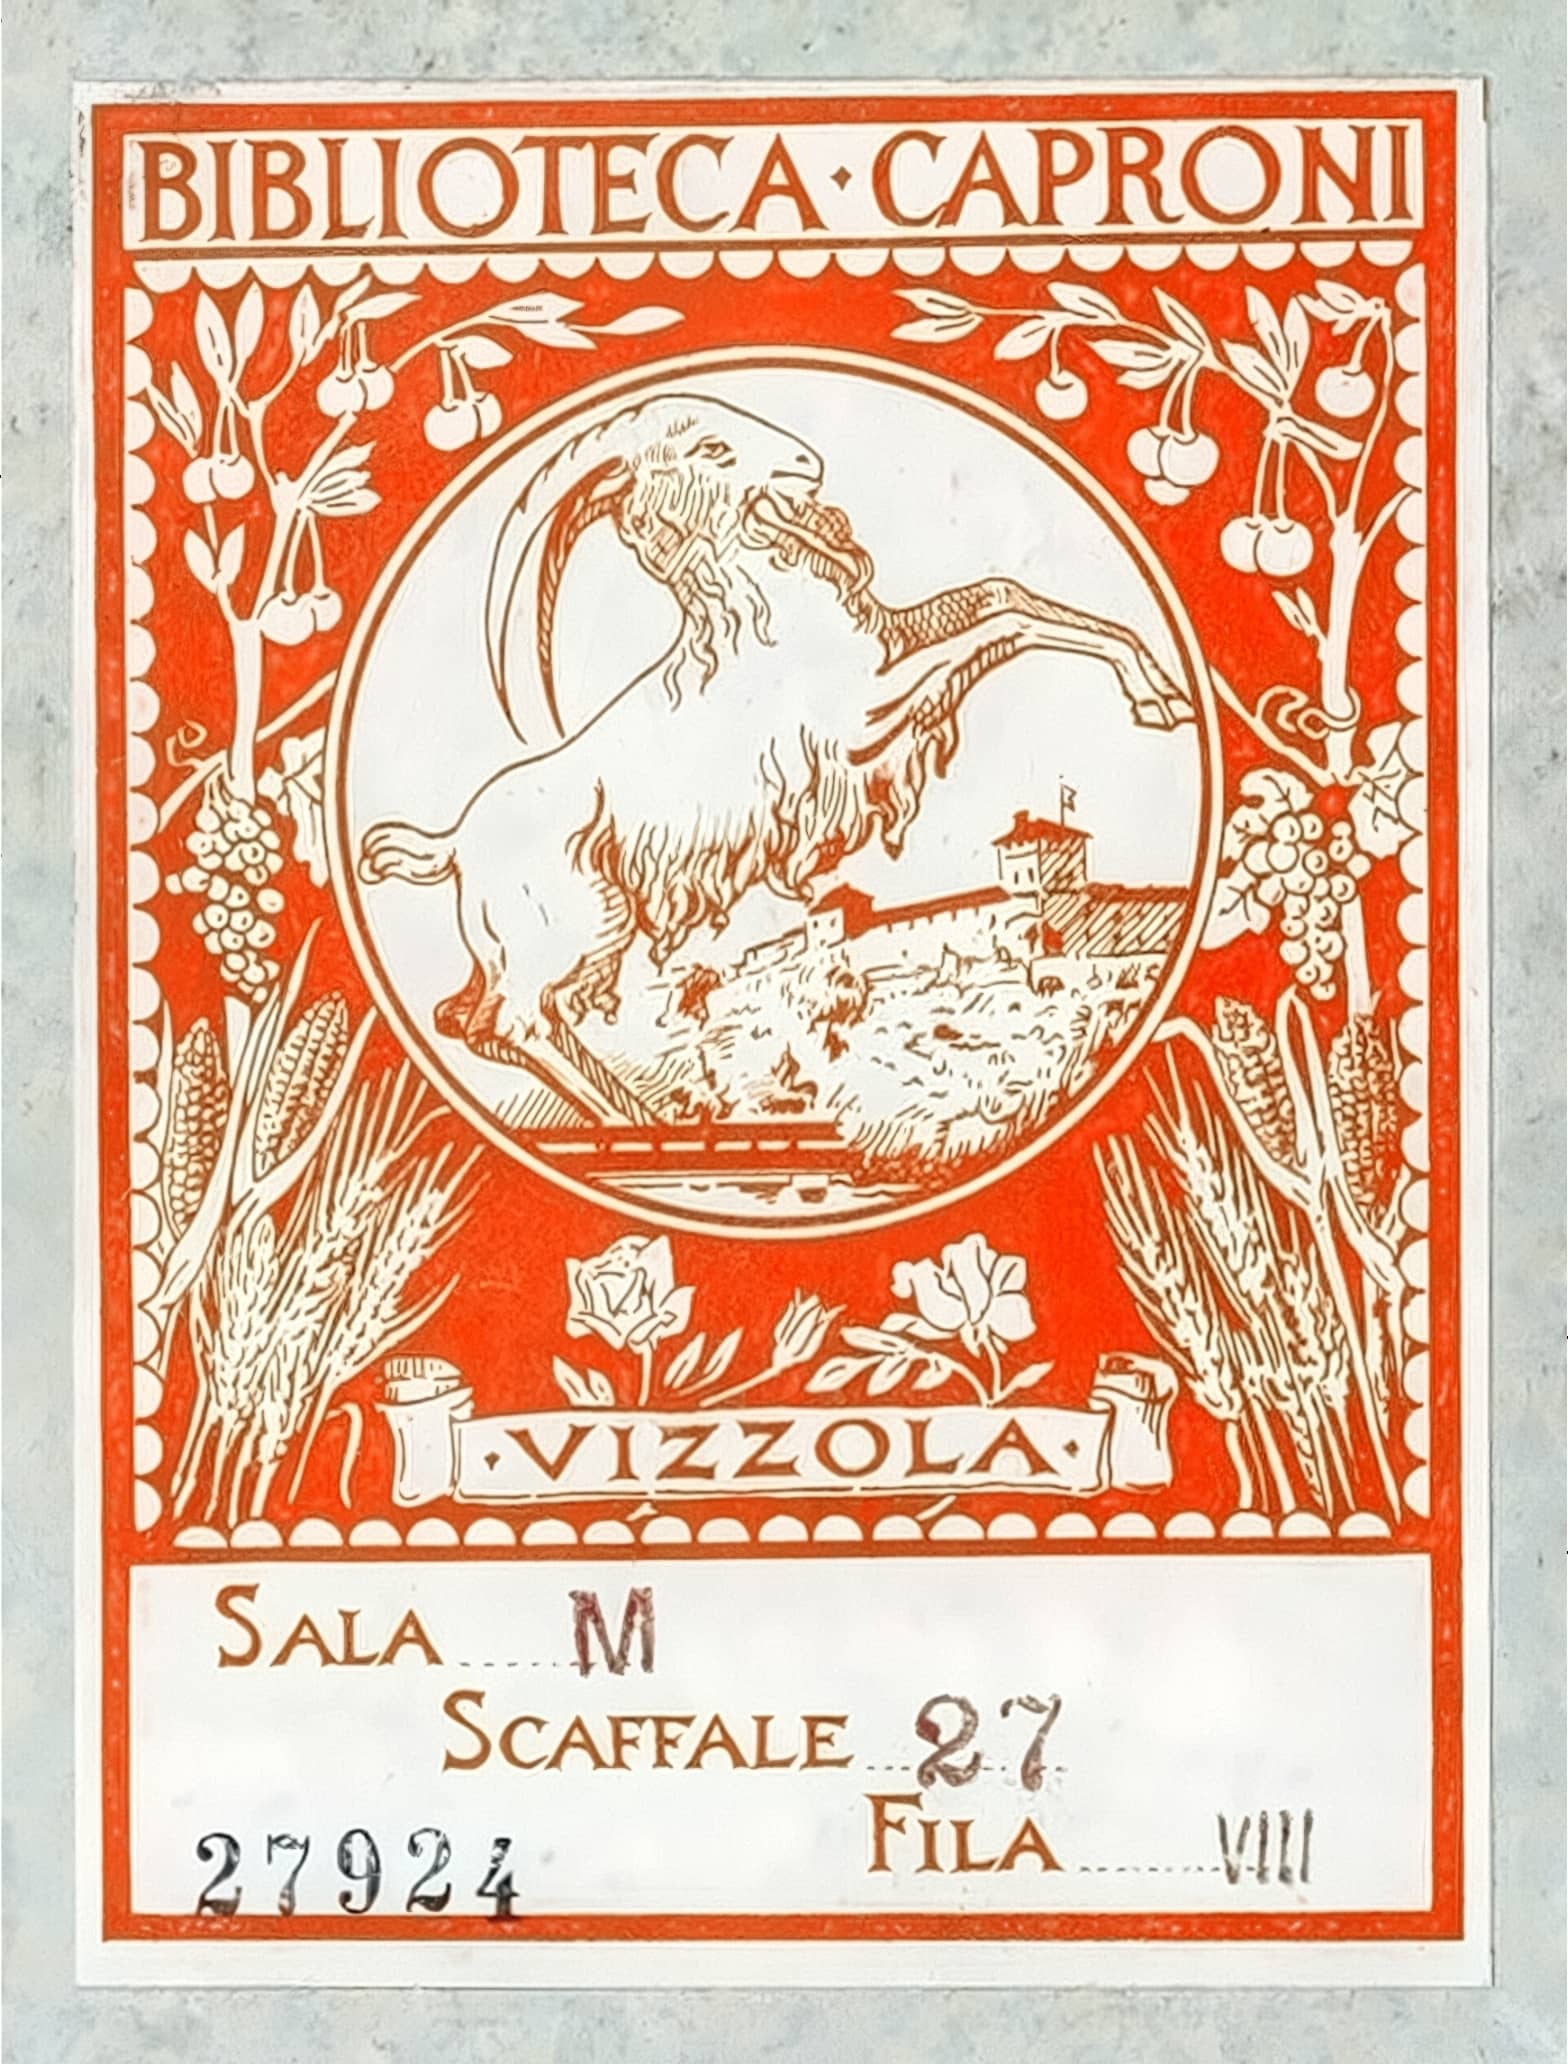 BIBLIOTECA · CAPRONI
· VIZZOLA ·
SALA M
SCAFFALE 27
FILA VIII
27924